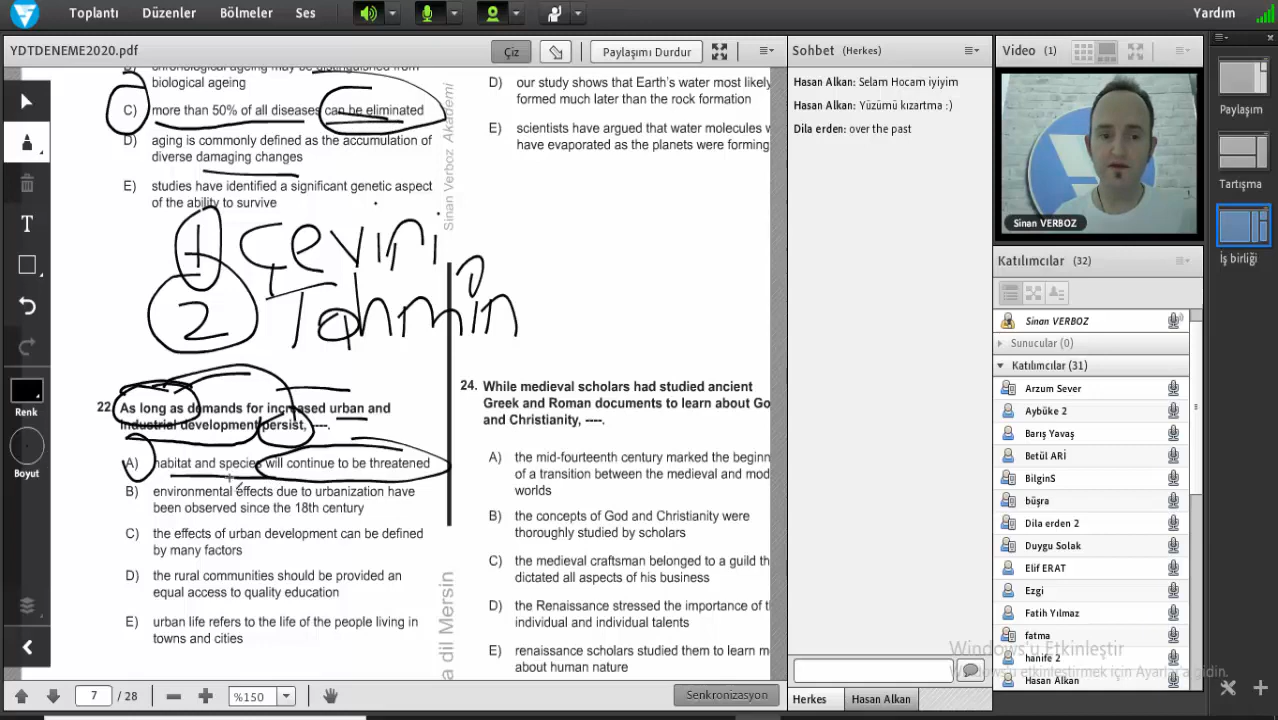 Toplantı Düzenler Bölmeler Ses Yardım
YDTDENEME2020.pdf
Çiz
Paylaşımı Durdur
biological ageing
C) more than 50% of all diseases can be eliminated
D) aging is commonly defined as the accumulation of
diverse damaging changes
E) studies have identified a significant genetic aspect
of the ability to survive
1 Çeviri
2 Tahmin
22. As long as demands for increased urban and
industrial development persist, ----.
A) habitat and species will continue to be threatened
B) environmental effects due to urbanization have
been observed since the 18th century
C) the effects of urban development can be defined
by many factors
D) the rural communities should be provided an
equal access to quality education
E) urban life refers to the life of the people living in
towns and cities
Sinan Verboz Akademi
a dil Mersin
D) our study shows that Earth's water most likely
formed much later than the rock formation
E) scientists have argued that water molecules
have evaporated as the planets were forming
24. While medieval scholars had studied ancient
Greek and Roman documents to learn about Go
and Christianity, ----.
A) the mid-fourteenth century marked the beginn
of a transition between the medieval and mod
worlds
B) the concepts of God and Christianity were
thoroughly studied by scholars
C) the medieval craftsman belonged to a guild th
dictated all aspects of his business
D) the Renaissance stressed the importance of t
individual and individual talents
E) renaissance scholars studied them to learn m
about human nature
Renk
Boyut
7 / 28
%150
Senkronizasyon
Sohbet (Herkes)
Hasan Alkan: Selam Hocam iyiyim
Hasan Alkan: Yüzümü kızartma :)
Dila erden: over the past
Herkes
Hasan Alkan
Video (1)
Sinan VERBOZ
Katılımcılar (32)
Sinan VERBOZ
Sunucular (0)
Katılımcılar (31)
Arzum Sever
Aybüke 2
Barış Yavaş
Betül ARİ
BilginS
büşra
Dila erden 2
Duygu Solak
Elif ERAT
Ezgi
Fatih Yılmaz
fatma
hanife 2
Hasan Alkan
Paylaşım
Tartışma
İş birliği
Windows'u Etkinleştir
Windows'u etkinleştirmek için Ayarlar'a gidin.